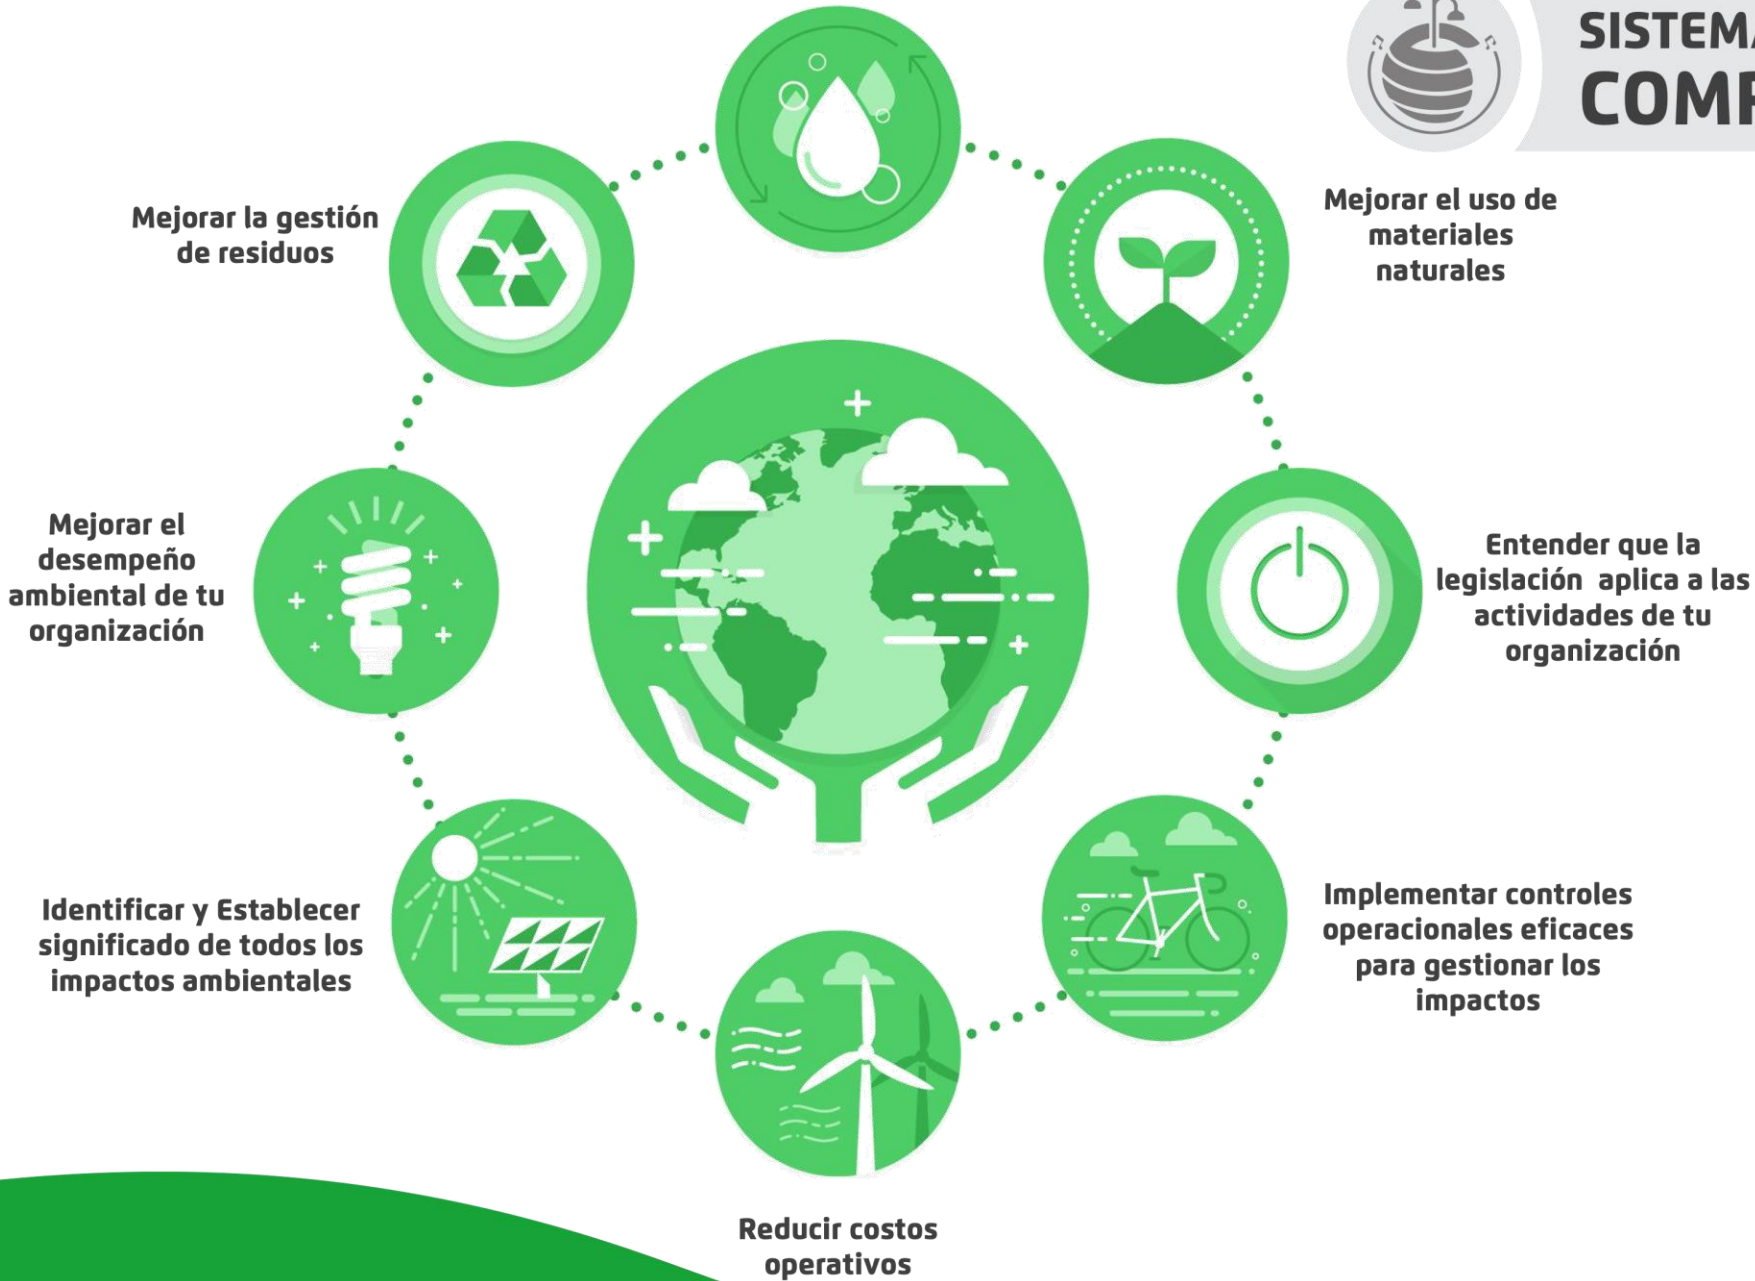 SISTEMA
COMP
Mejorar la gestión
de residuos
Mejorar el uso de
materiales
naturales
Mejorar el
desempeño
ambiental de tu
organización
Entender que la
legislación aplica a las
actividades de tu
organización
Identificar y Establecer
significado de todos los
impactos ambientales
Implementar controles
operacionales eficaces
para gestionar los
impactos
Reducir costos
operativos